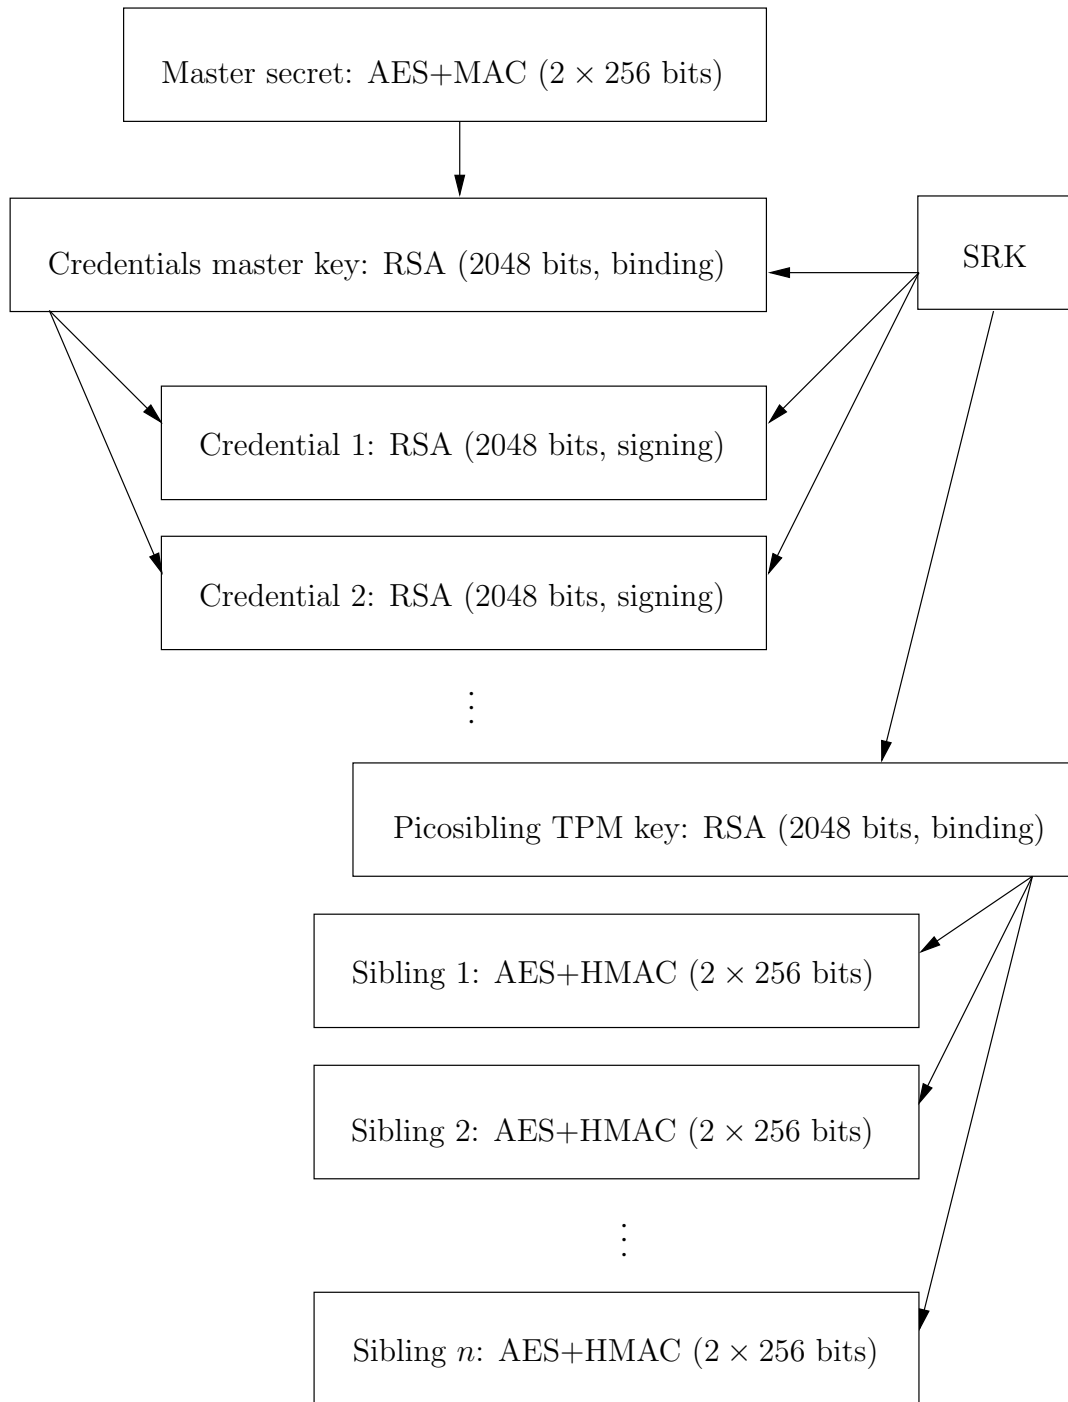 Master secret: AES+MAC (2 × 256 bits)
Credentials master key: RSA (2048 bits, binding)
SRK
Credential 1: RSA (2048 bits, signing)
Credential 2: RSA (2048 bits, signing)
⋮
Picosibling TPM key: RSA (2048 bits, binding)
Sibling 1: AES+HMAC (2 × 256 bits)
Sibling 2: AES+HMAC (2 × 256 bits)
⋮
Sibling n: AES+HMAC (2 × 256 bits)